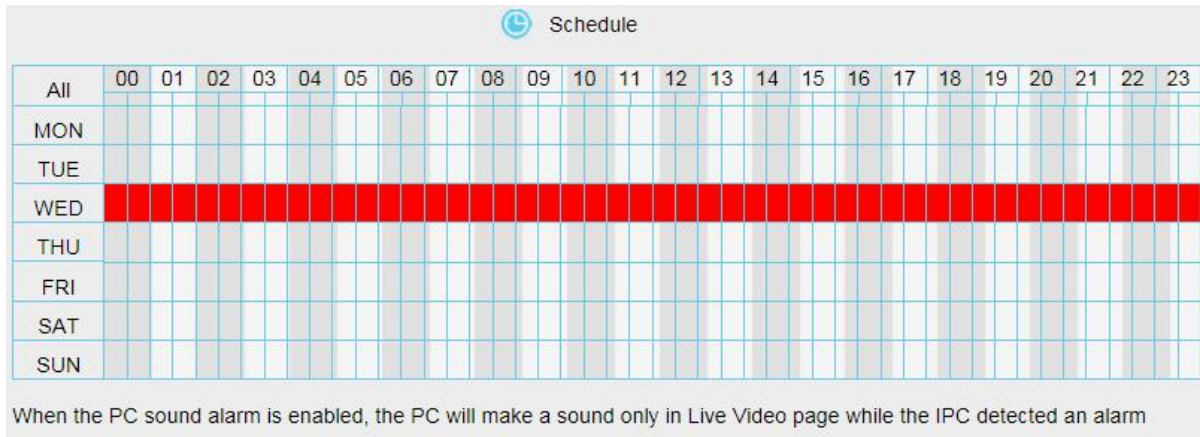 Schedule
All 00 01 02 03 04 05 06 07 08 09 10 11 12 13 14 15 16 17 18 19 20 21 22 23
MON
TUE
WED
THU
FRI
SAT
SUN
When the PC sound alarm is enabled, the PC will make a sound only in Live Video page while the IPC detected an alarm